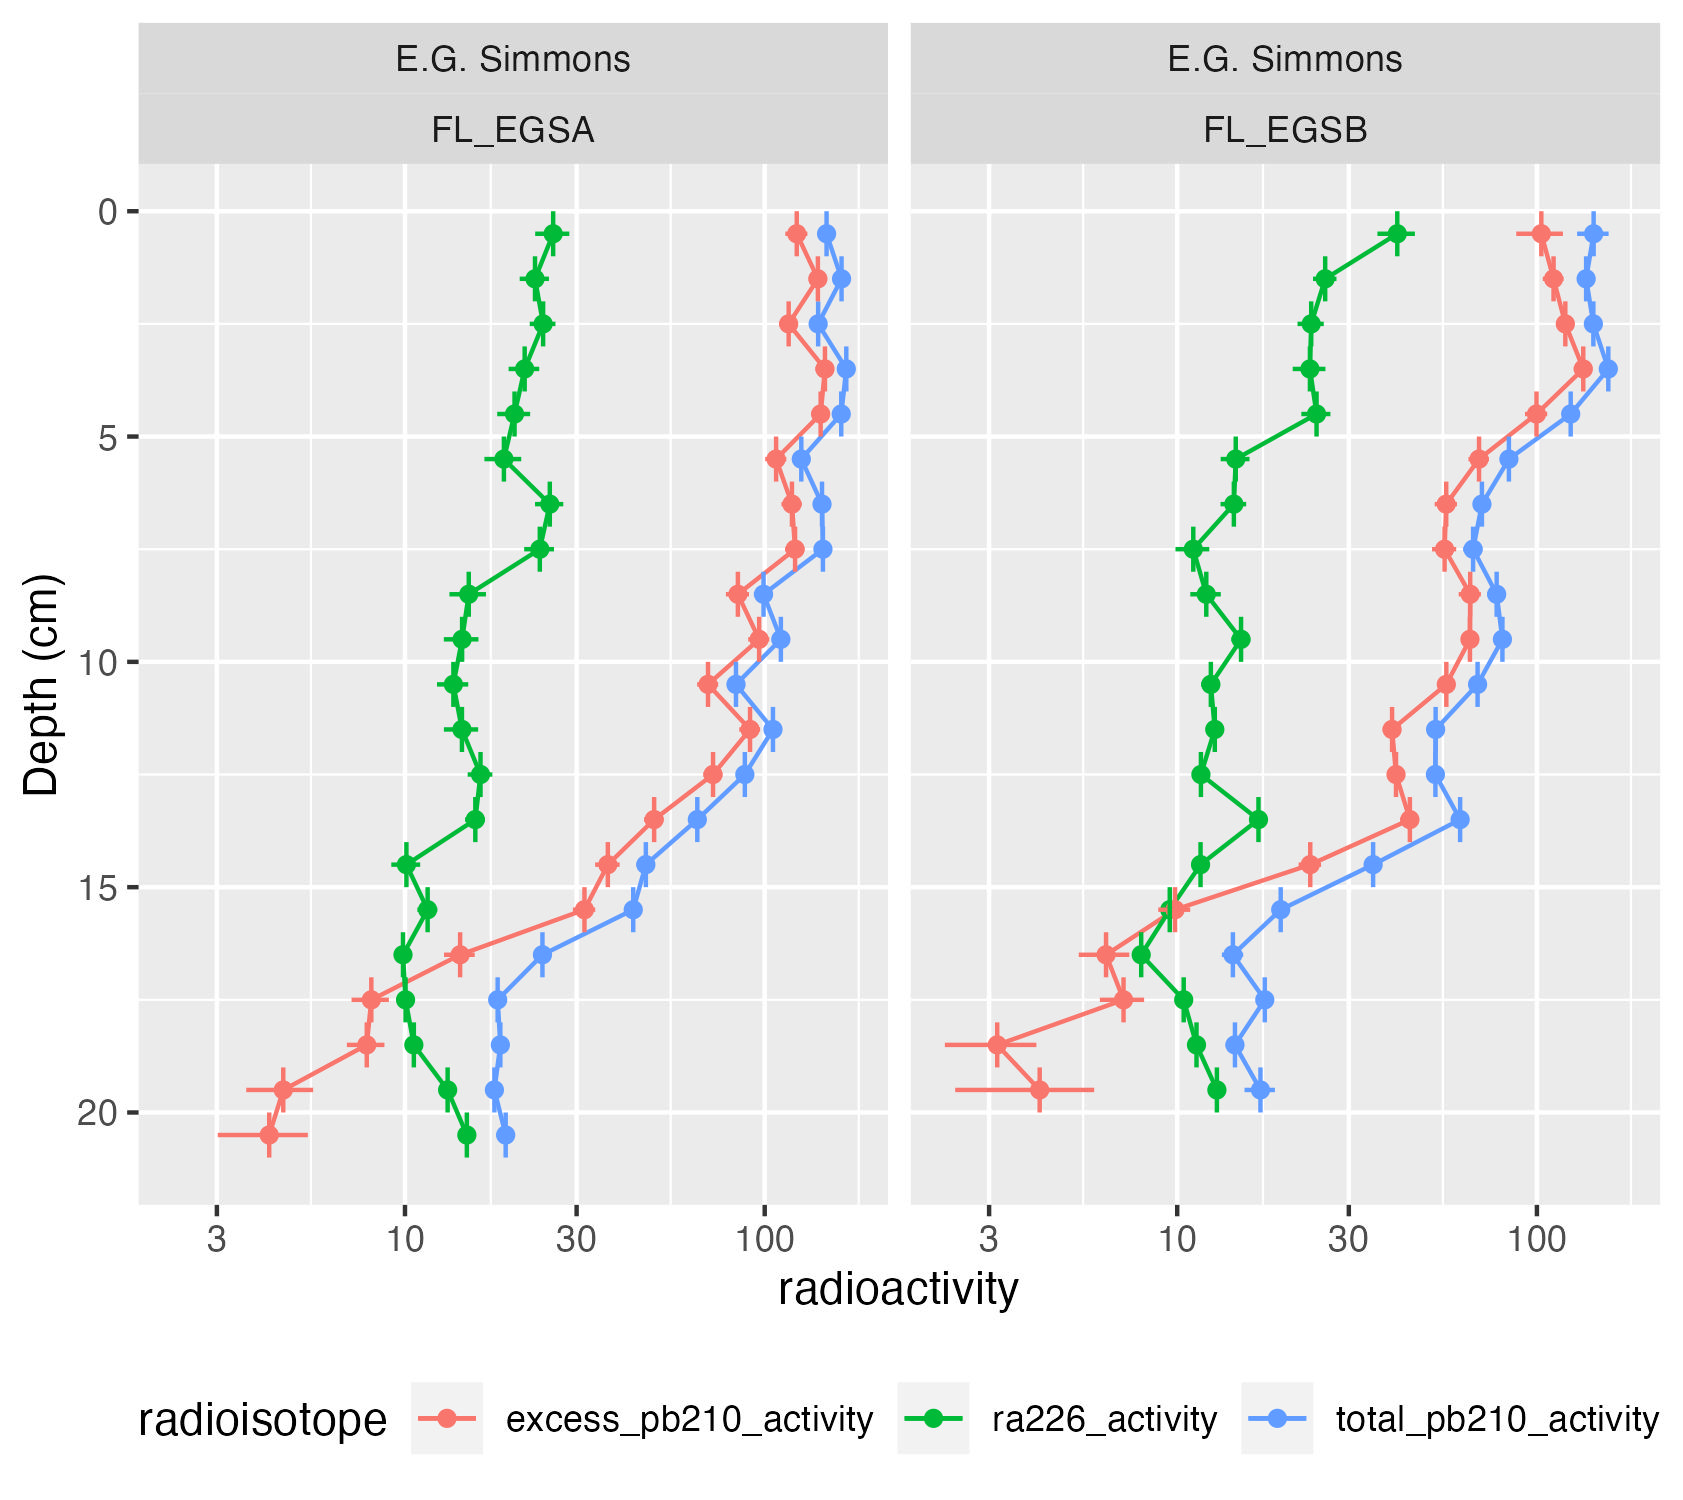 E.G. Simmons
E.G. Simmons
FL_EGSA
FL_EGSB
0
5
10
15
20
Depth (cm)
3 10 30 100
3 10 30 100
radioactivity
radioisotope excess_pb210_activity ra226_activity total_pb210_activity